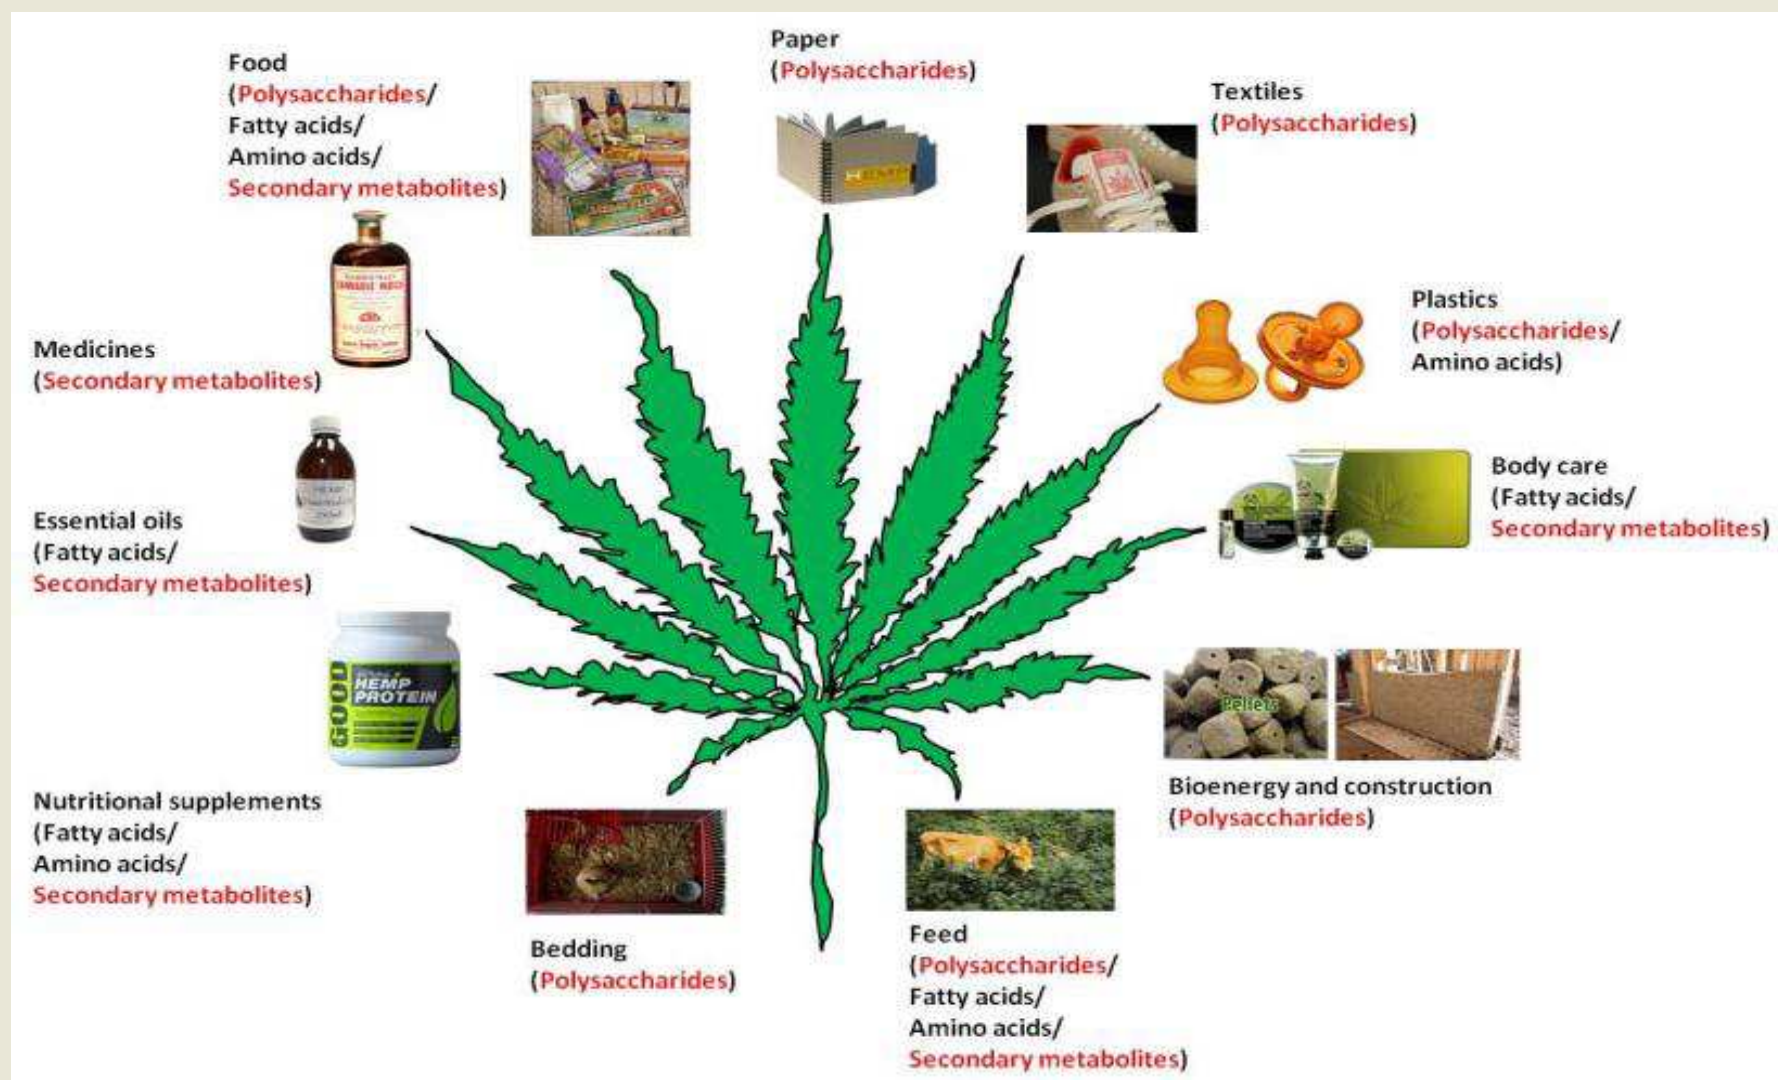 Paper
(Polysaccharides)
Food
(Polysaccharides/
Fatty acids/
Amino acids/
Secondary metabolites)
Textiles
(Polysaccharides)
HEMP
Plastics
(Polysaccharides/
Amino acids)
Medicines
(Secondary metabolites)
Body care
(Fatty acids/
Secondary metabolites)
Essential oils
(Fatty acids/
Secondary metabolites)
GOOD
HEMP
PROTEIN
Pellets
Bioenergy and construction
(Polysaccharides)
Nutritional supplements
(Fatty acids/
Amino acids/
Secondary metabolites)
Bedding
(Polysaccharides)
Feed
(Polysaccharides/
Fatty acids/
Amino acids/
Secondary metabolites)